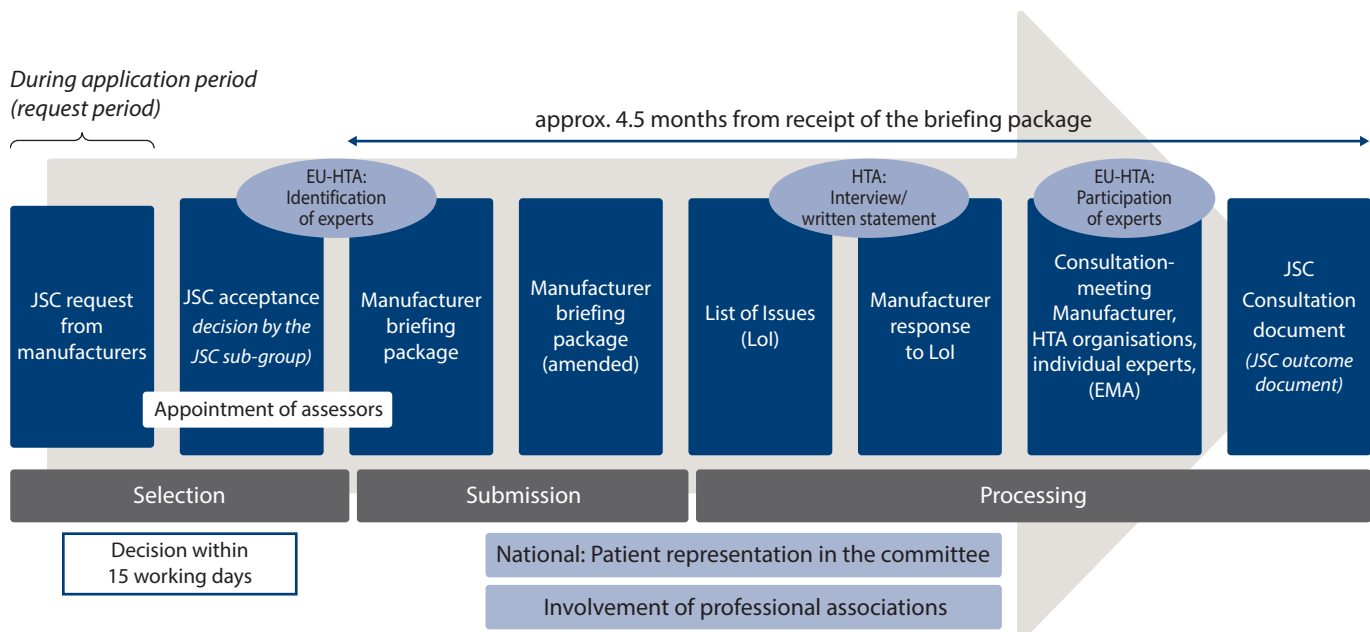 During application period
(request period)
approx. 4.5 months from receipt of the briefing package
EU-HTA:
Identification
of experts
HTA:
Interview/
written statement
EU-HTA:
Participation
of experts
JSC request
from
manufacturers
JSC acceptance
decision by the
JSC sub-group)
Appointment of assessors
Manufacturer
briefing
package
Manufacturer
briefing
package
(amended)
List of Issues
(LoI)
Manufacturer
response
to LoI
Consultation-
meeting
Manufacturer,
HTA organisations,
individual experts,
(EMA)
JSC
Consultation
document
(JSC outcome
document)
Selection
Submission
Processing
Decision within
15 working days
National: Patient representation in the committee
Involvement of professional associations